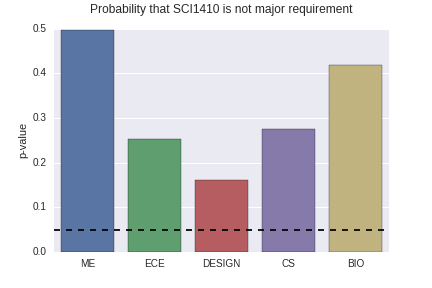 Probability that SCI1410 is not major requirement
0.5
0.4
0.3
0.2
0.1
0.0
p-value
ME ECE DESIGN CS BIO